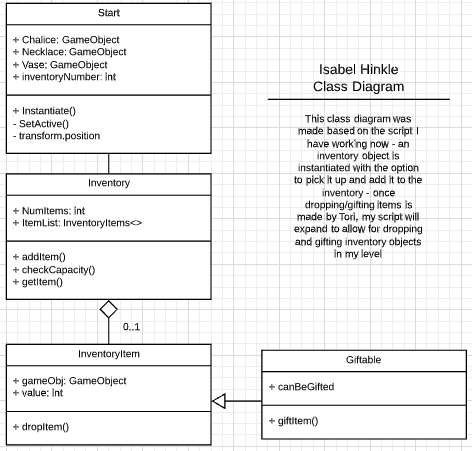 Start
+ Chalice: GameObject
+ Necklace: GameObject
+ Vase: GameObject
+ inventoryNumber: int
+ Instantiate()
- SetActive()
- transform.position
Inventory
+ NumItems: int
+ ItemList: InventoryItems<>
+ addItem()
+ checkCapacity()
+ getItem()
0..1
InventoryItem
+ gameObj: GameObject
+ value: int
+ dropItem()
Giftable
+ canBeGifted
+ giftItem()
Isabel Hinkle
Class Diagram
This class diagram was
made based on the script I
have working now - an
inventory object is
instantiated with the option
to pick it up and add it to the
inventory - once
dropping/gifting items is
made by Tori, my script will
expand to allow for dropping
and gifting inventory objects
in my level